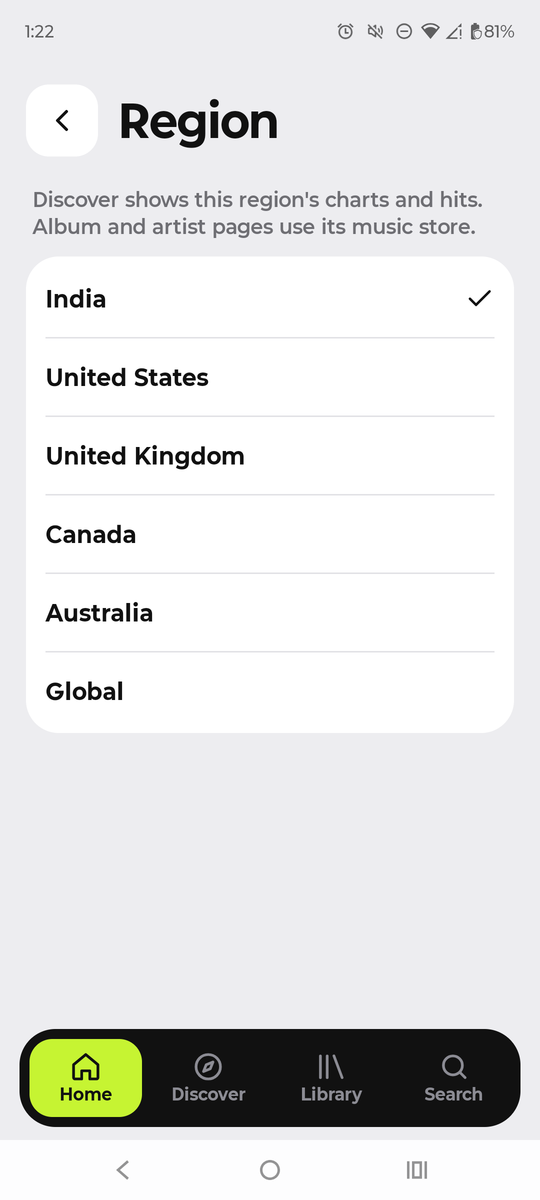 1:22
81%
Region
Discover shows this region's charts and hits.
Album and artist pages use its music store.
India
United States
United Kingdom
Canada
Australia
Global
Home
Discover
Library
Search